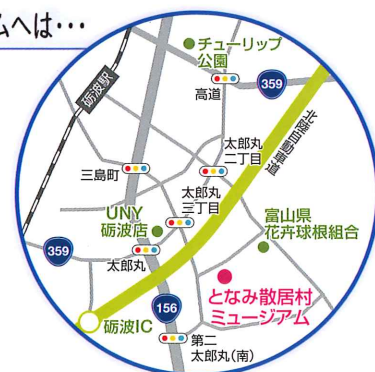 ムへは・・・
チューリップ
公園
359
高道
砺波駅
北陸自動車道
太郎丸
二丁目
三島町
太郎丸
三丁目
UNY
砺波店
富山県
花卉球根組合
359
太郎丸
となみ散居村
ミュージアム
156
砺波IC
第二
太郎丸(南)